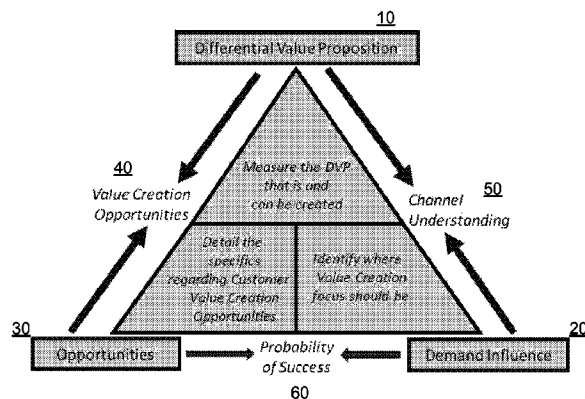 10
Differential Value Proposition
40
Value Creation
Opportunities
Measure the DVP
that is and
can be created
50
Channel
Understanding
Detail the
specifics
regarding Customer
Value Creation
Opportunities
Identify where
Value Creation
focus should be
30
Opportunities
Probability
of Success
60
20
Demand Influence